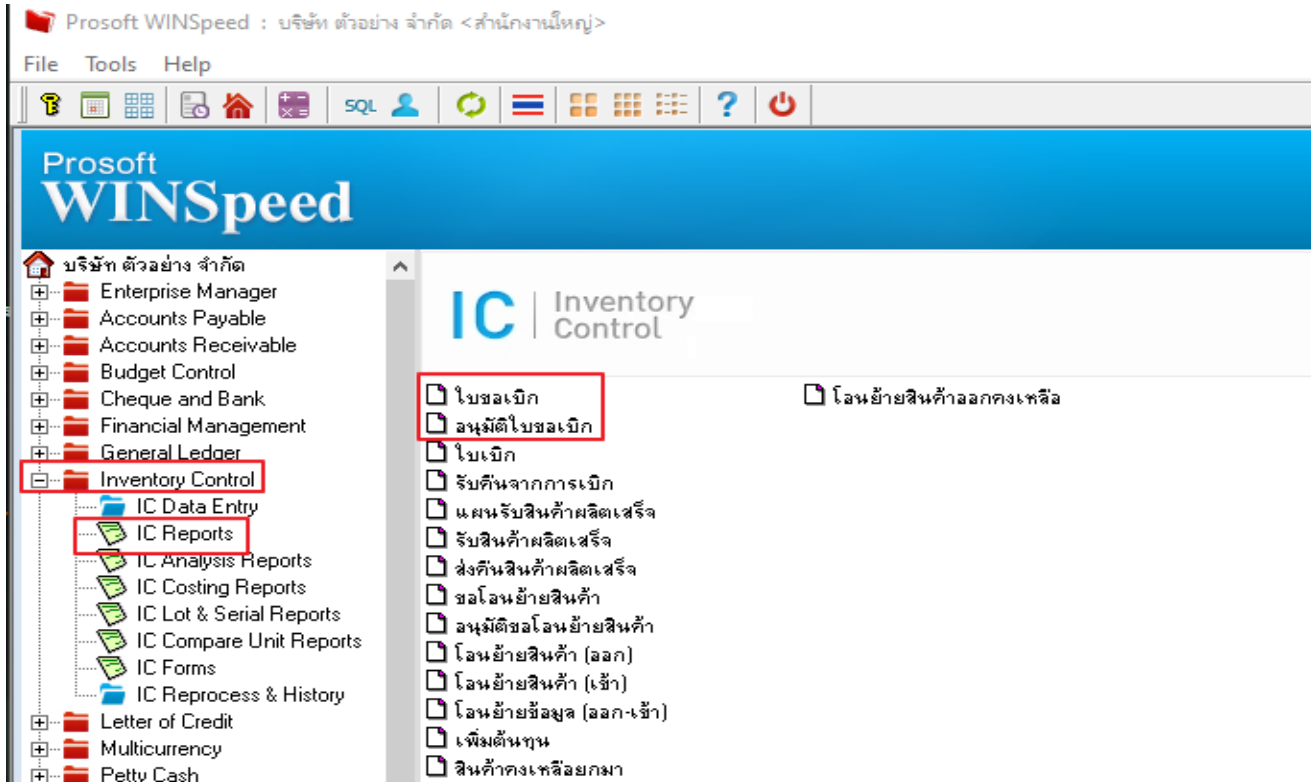 Prosoft WINSpeed : บริษัท ตัวอย่าง จำกัด <สำนักงานใหญ่>
File Tools Help
SQL
Prosoft
WINSpeed
บริษัท ตัวอย่าง จำกัด
Enterprise Manager
Accounts Payable
Accounts Receivable
Budget Control
Cheque and Bank
Financial Management
General Ledger
Inventory Control
IC Data Entry
IC Reports
IC Analysis Reports
IC Costing Reports
IC Lot & Serial Reports
IC Compare Unit Reports
IC Forms
IC Reprocess & History
Letter of Credit
Multicurrency
Petty Cash
IC Inventory
Control
ใบขอเบิก
อนุมัติใบขอเบิก
ใบเบิก
รับคืนจากการเบิก
แผนรับสินค้าผลิตเสร็จ
รับสินค้าผลิตเสร็จ
ส่งคืนสินค้าผลิตเสร็จ
ขอโอนย้ายสินค้า
อนุมัติขอโอนย้ายสินค้า
โอนย้ายสินค้า (ออก)
โอนย้ายสินค้า (เข้า)
โอนย้ายข้อมูล (ออก-เข้า)
เพิ่มต้นทุน
สินค้าคงเหลือยกมา
โอนย้ายสินค้าออกคงเหลือ